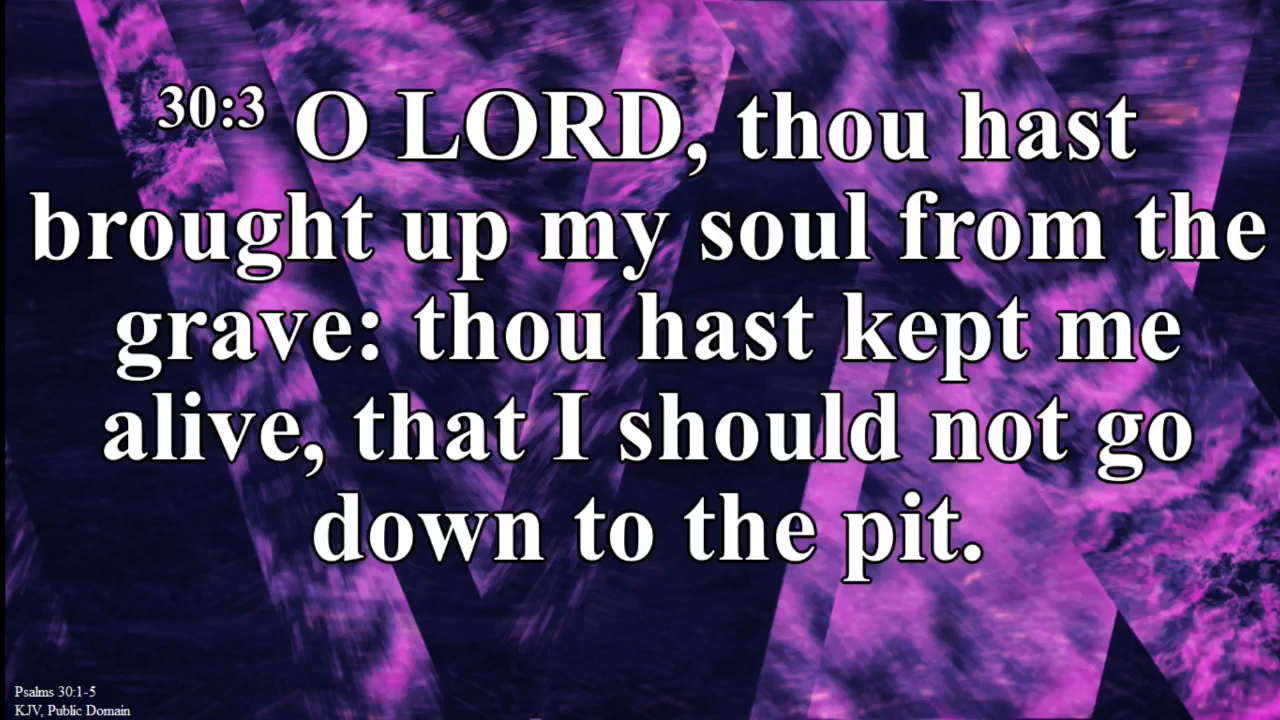 30:3 O LORD, thou hast
brought up my soul from the
grave: thou hast kept me
alive, that I should not go
down to the pit.
Psalms 30:1-5
KJV, Public Domain